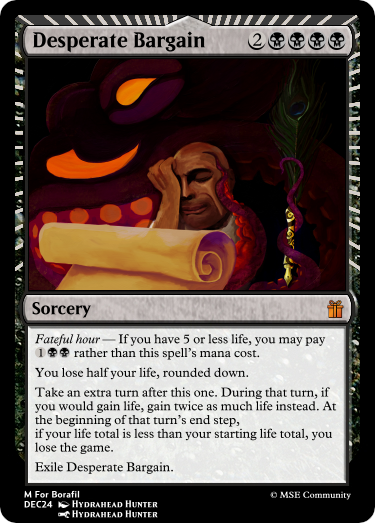 Desperate Bargain 2
Sorcery
Fateful hour — If you have 5 or less life, you may pay
1 rather than this spell's mana cost.
You lose half your life, rounded down.
Take an extra turn after this one. During that turn, if
you would gain life, gain twice as much life instead. At
the beginning of that turn's end step,
if your life total is less than your starting life total, you
lose the game.
Exile Desperate Bargain.
M For Borafil
DEC24 Hydrahead Hunter © MSE Community
Hydrahead Hunter